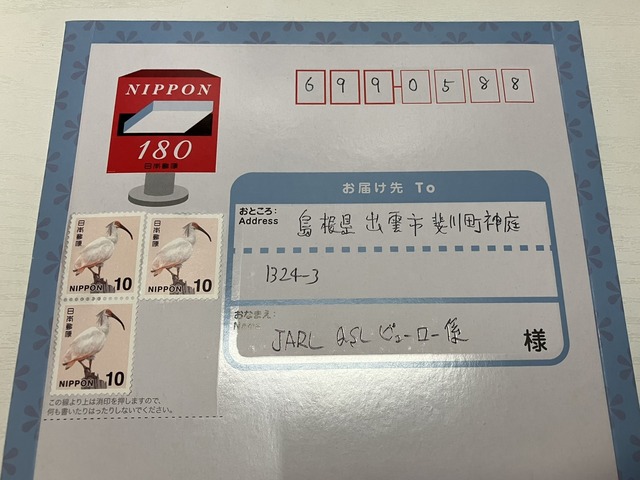 NIPPON
180
日本郵便
6990588
お届け先 To
おところ:
Address
島根県出雲市斐川町神庭
1324-3
おなまえ:
JARL QSLビューロー係
様
日本郵便
NIPPON 10
日本郵便
NIPPON 10
日本郵便
NIPPON 10
この線より上は消印を押しますので、
何も書いたりはったりしないでください。